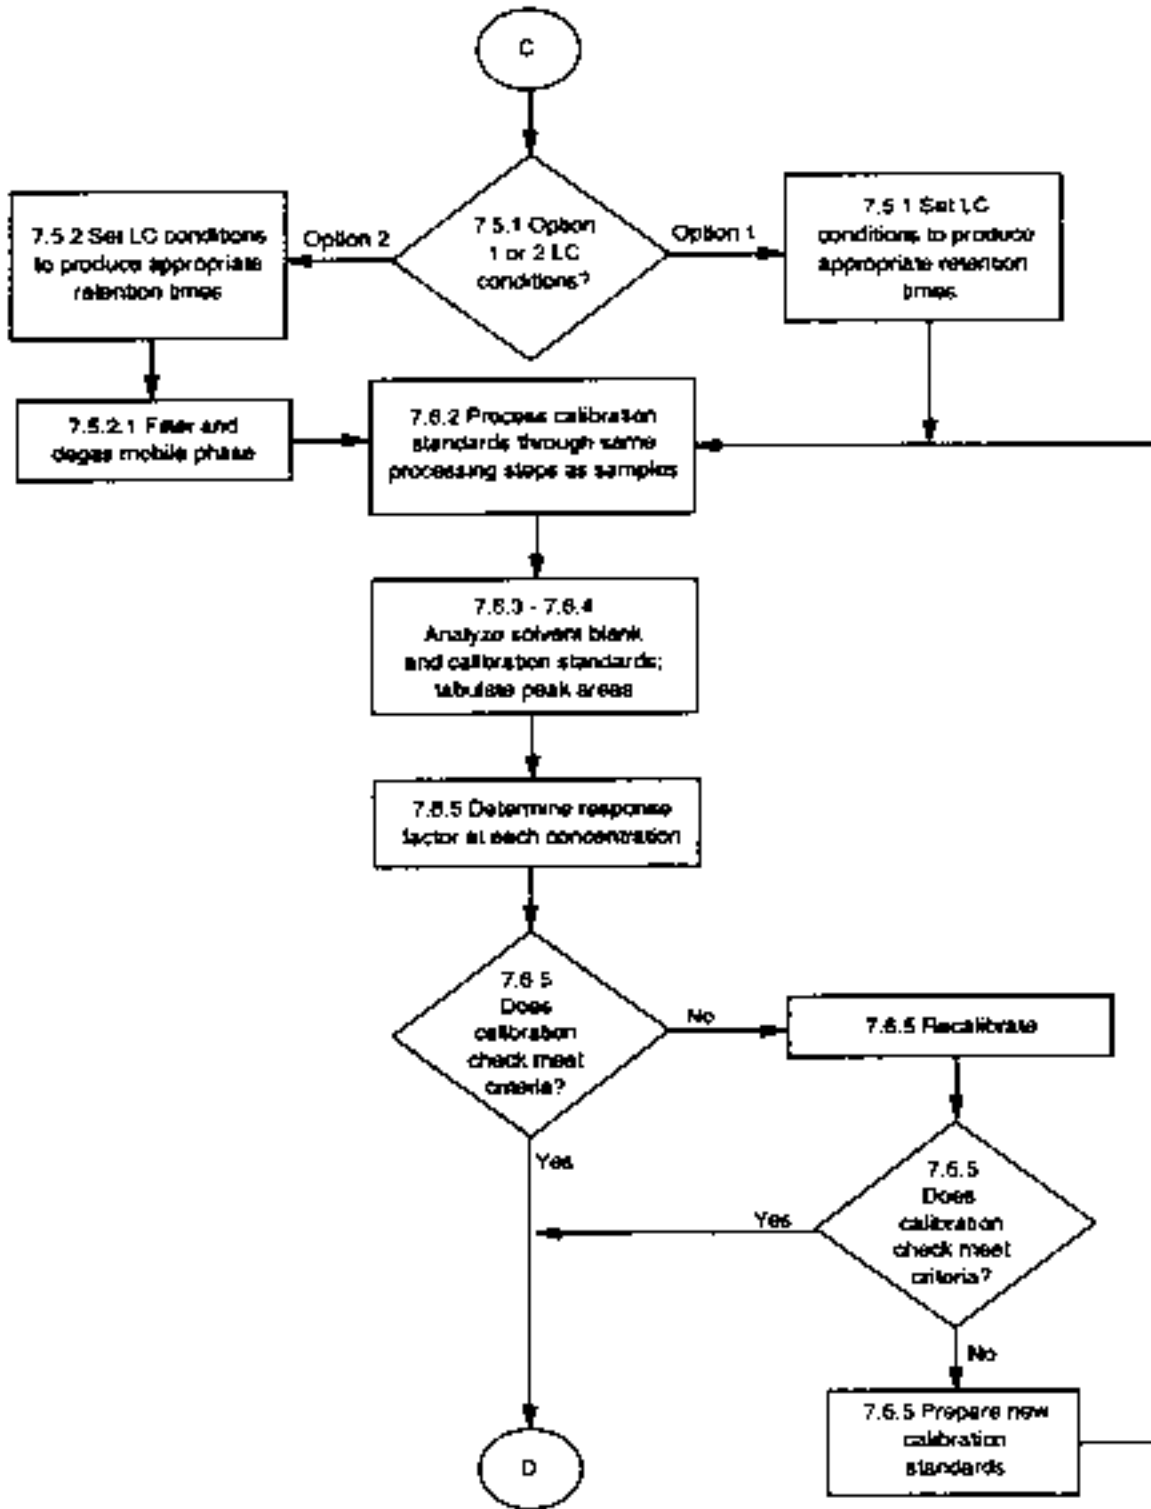 C
7.5.1 Option
1 or 2 LC
conditions?
Option 2
Option 1
7.5.2 Set LC conditions
to produce appropriate
retention times
7.5.1 Set LC
conditions to produce
appropriate retention
times
7.5.2.1 Filter and
degas mobile phase
7.6.2 Process calibration
standards through same
processing steps as samples
7.6.3 - 7.6.4
Analyze solvent blank
and calibration standards;
tabulate peak areas
7.6.5 Determine response
factor at each concentration
7.6.5
Does
calibration
check meet
criteria?
No
7.6.5 Recalibrate
Yes
7.6.5
Does
calibration
check meet
criteria?
Yes
No
7.6.5 Prepare new
calibration
standards
D